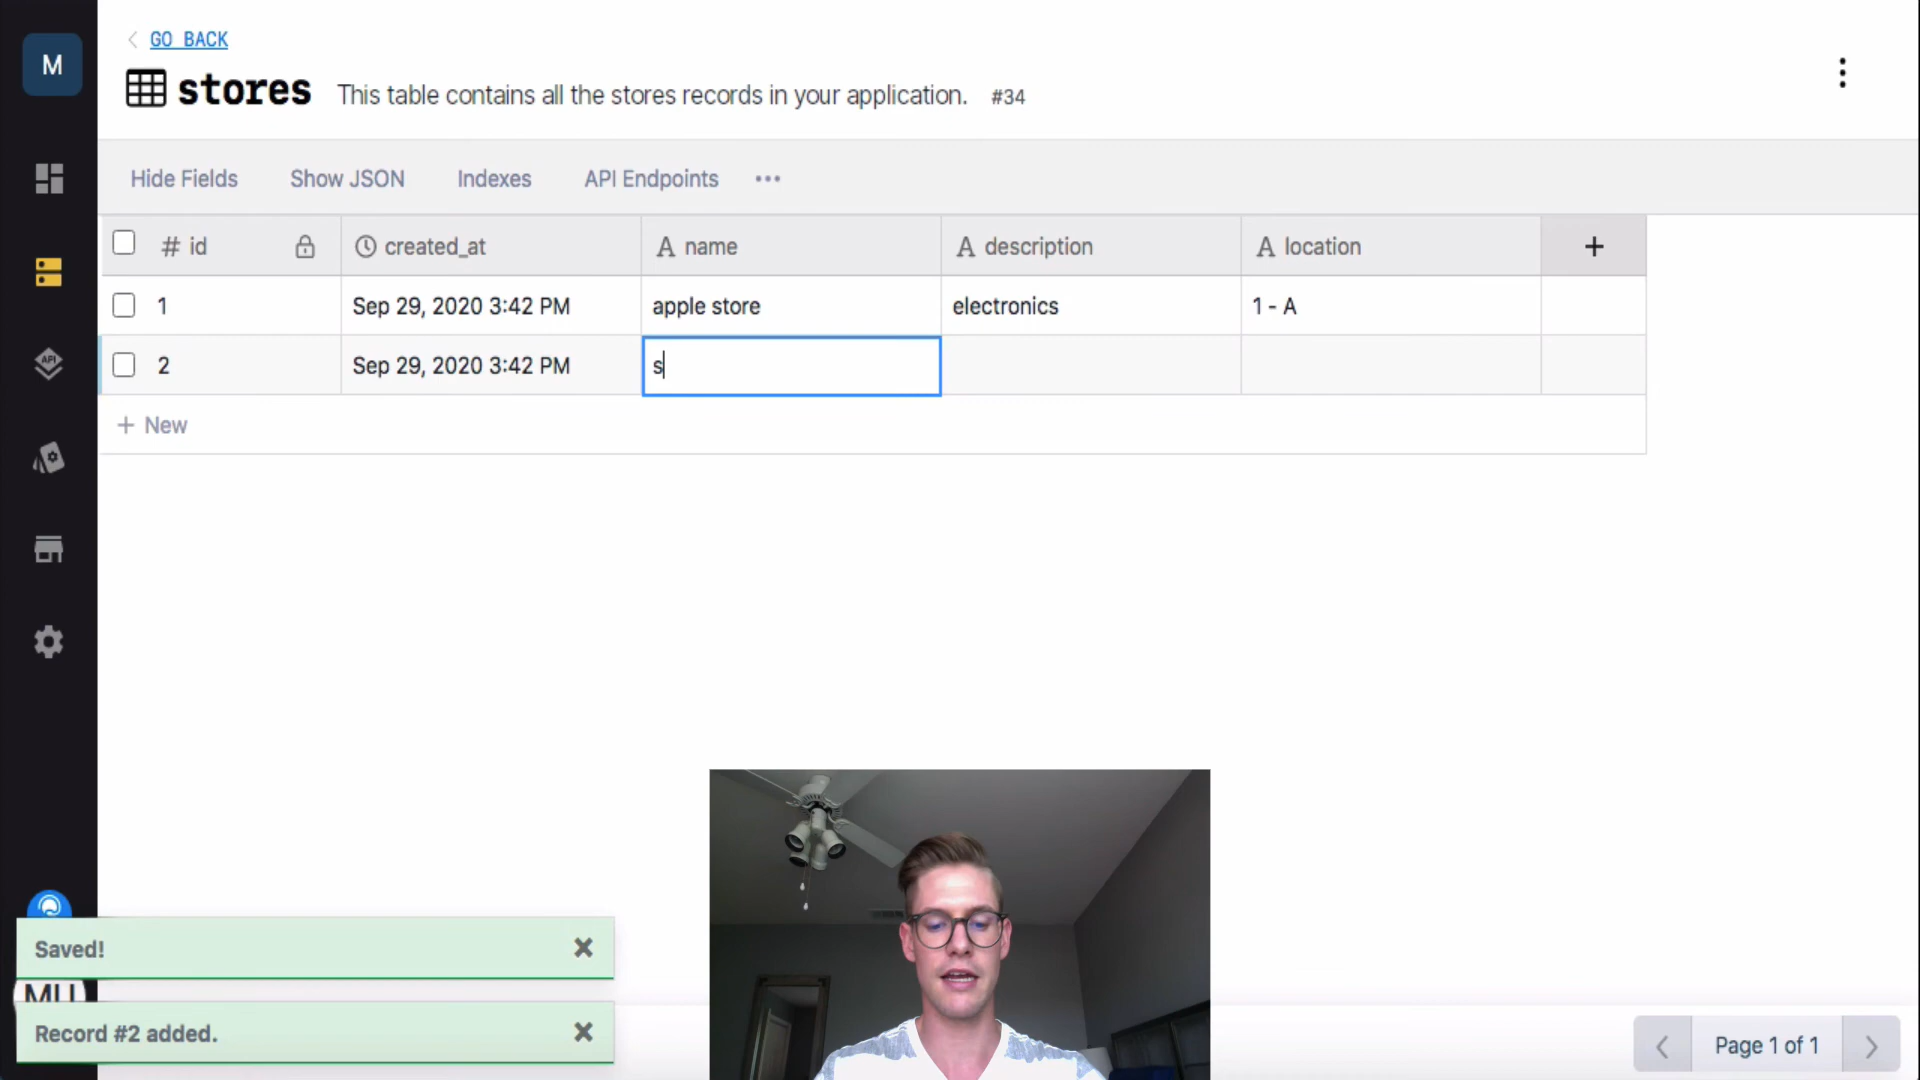 M
GO BACK
stores This table contains all the stores records in your application. #34
Hide Fields Show JSON Indexes API Endpoints
# id created_at A name A description A location +
1 Sep 29, 2020 3:42 PM apple store electronics 1 - A
2 Sep 29, 2020 3:42 PM s
+ New
API
Saved!
MU
Record #2 added.
Page 1 of 1